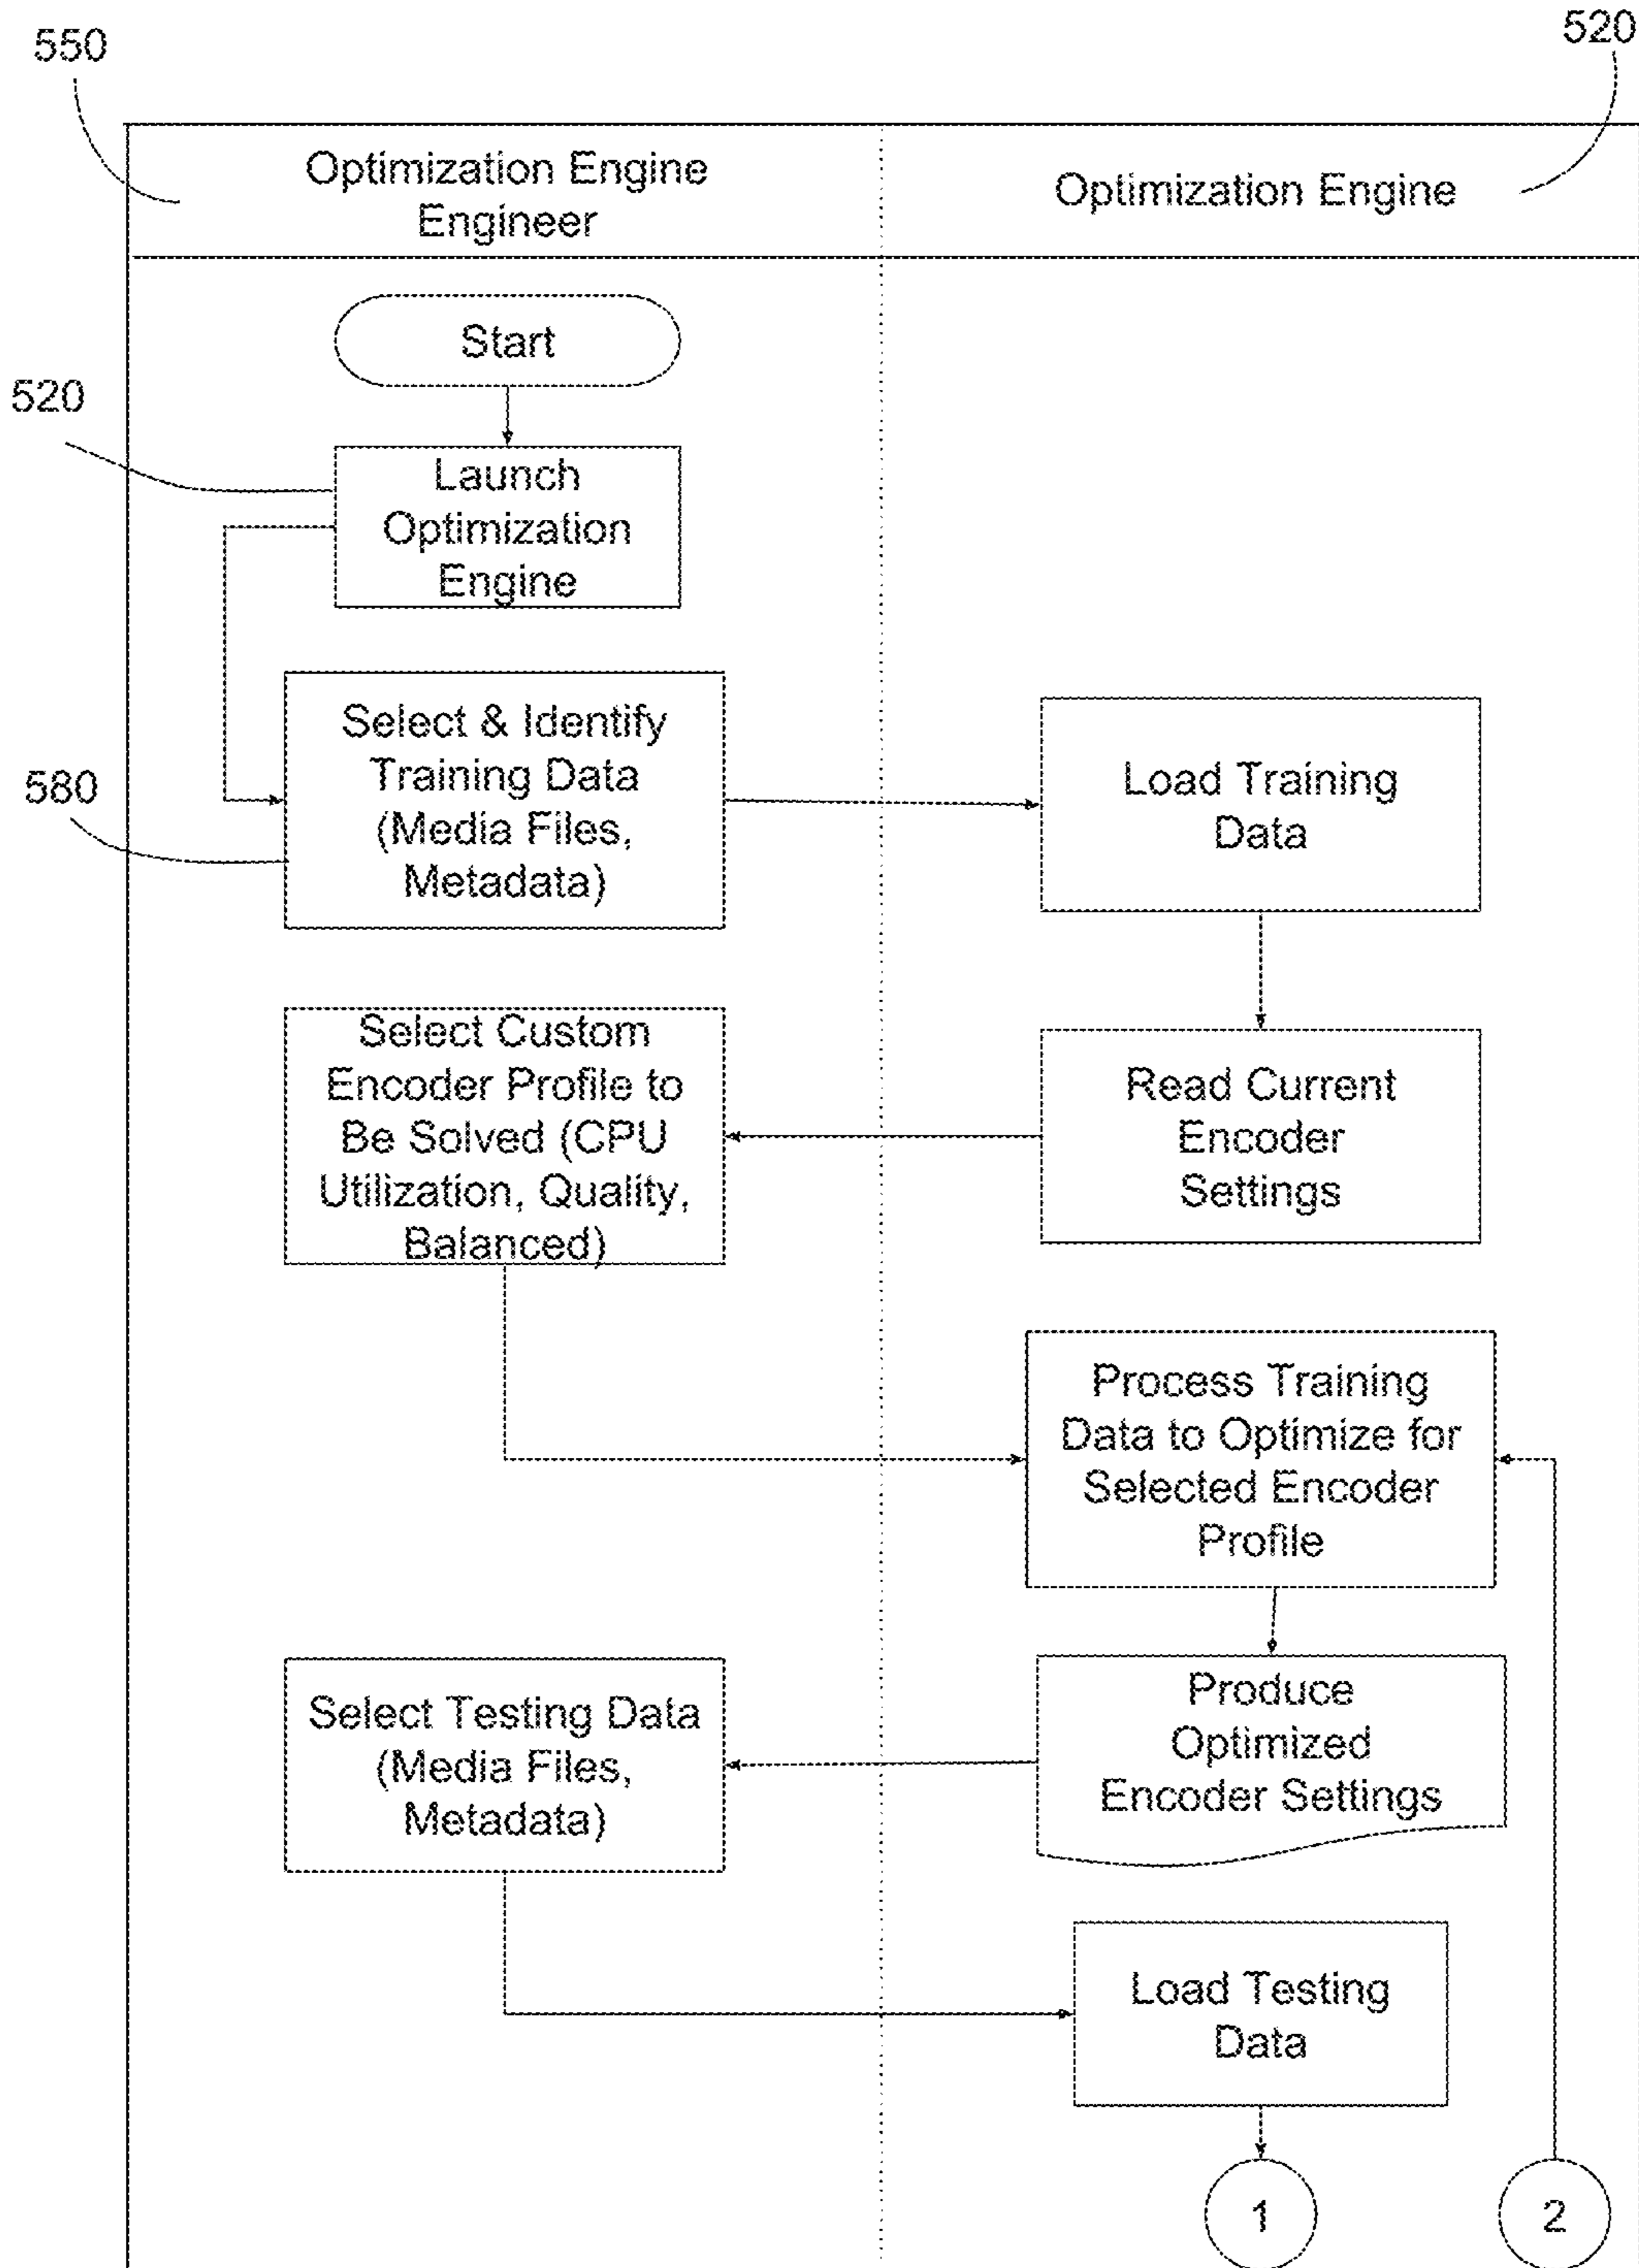 550
520
Optimization Engine
Engineer
Optimization Engine
Start
520
Launch
Optimization
Engine
Select & Identify
Training Data
(Media Files,
Metadata)
580
Load Training
Data
Select Custom
Encoder Profile to
Be Solved (CPU
Utilization, Quality,
Balanced)
Read Current
Encoder
Settings
Process Training
Data to Optimize for
Selected Encoder
Profile
Produce
Optimized
Encoder Settings
Select Testing Data
(Media Files,
Metadata)
Load Testing
Data
1
2